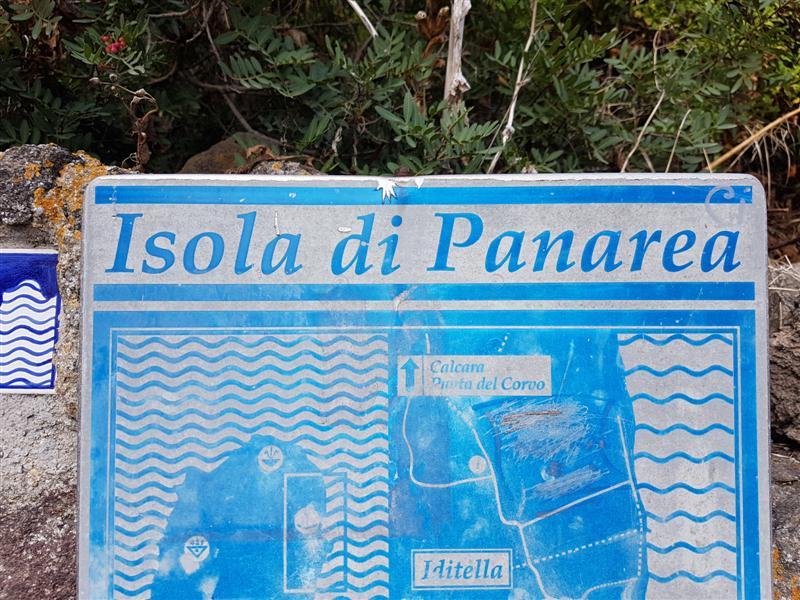 Isola di Panarea
Calcara
Punta del Corvo
Iditella